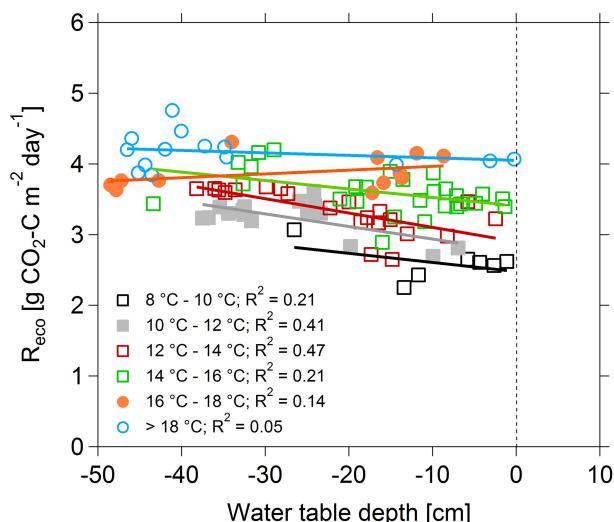 6
5
4
3
2
1
0
R_eco [g CO₂-C m⁻² day⁻¹]
8 °C - 10 °C; R² = 0.21
10 °C - 12 °C; R² = 0.41
12 °C - 14 °C; R² = 0.47
14 °C - 16 °C; R² = 0.21
16 °C - 18 °C; R² = 0.14
> 18 °C; R² = 0.05
-50 -40 -30 -20 -10 0 10
Water table depth [cm]